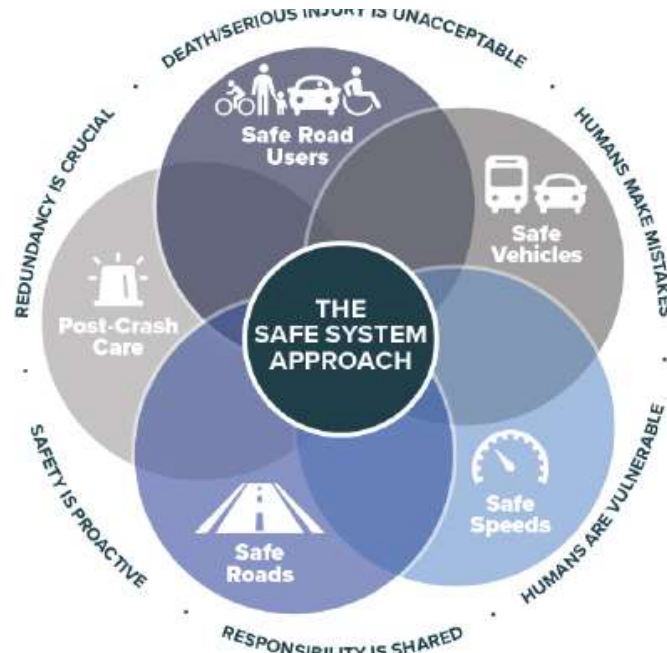 DEATH/SERIOUS INJURY IS UNACCEPTABLE
HUMANS MAKE MISTAKES
HUMANS ARE VULNERABLE
RESPONSIBILITY IS SHARED
SAFETY IS PROACTIVE
REDUNDANCY IS CRUCIAL
Safe Road
Users
Safe
Vehicles
Safe
Speeds
Safe
Roads
Post-Crash
Care
THE
SAFE SYSTEM
APPROACH